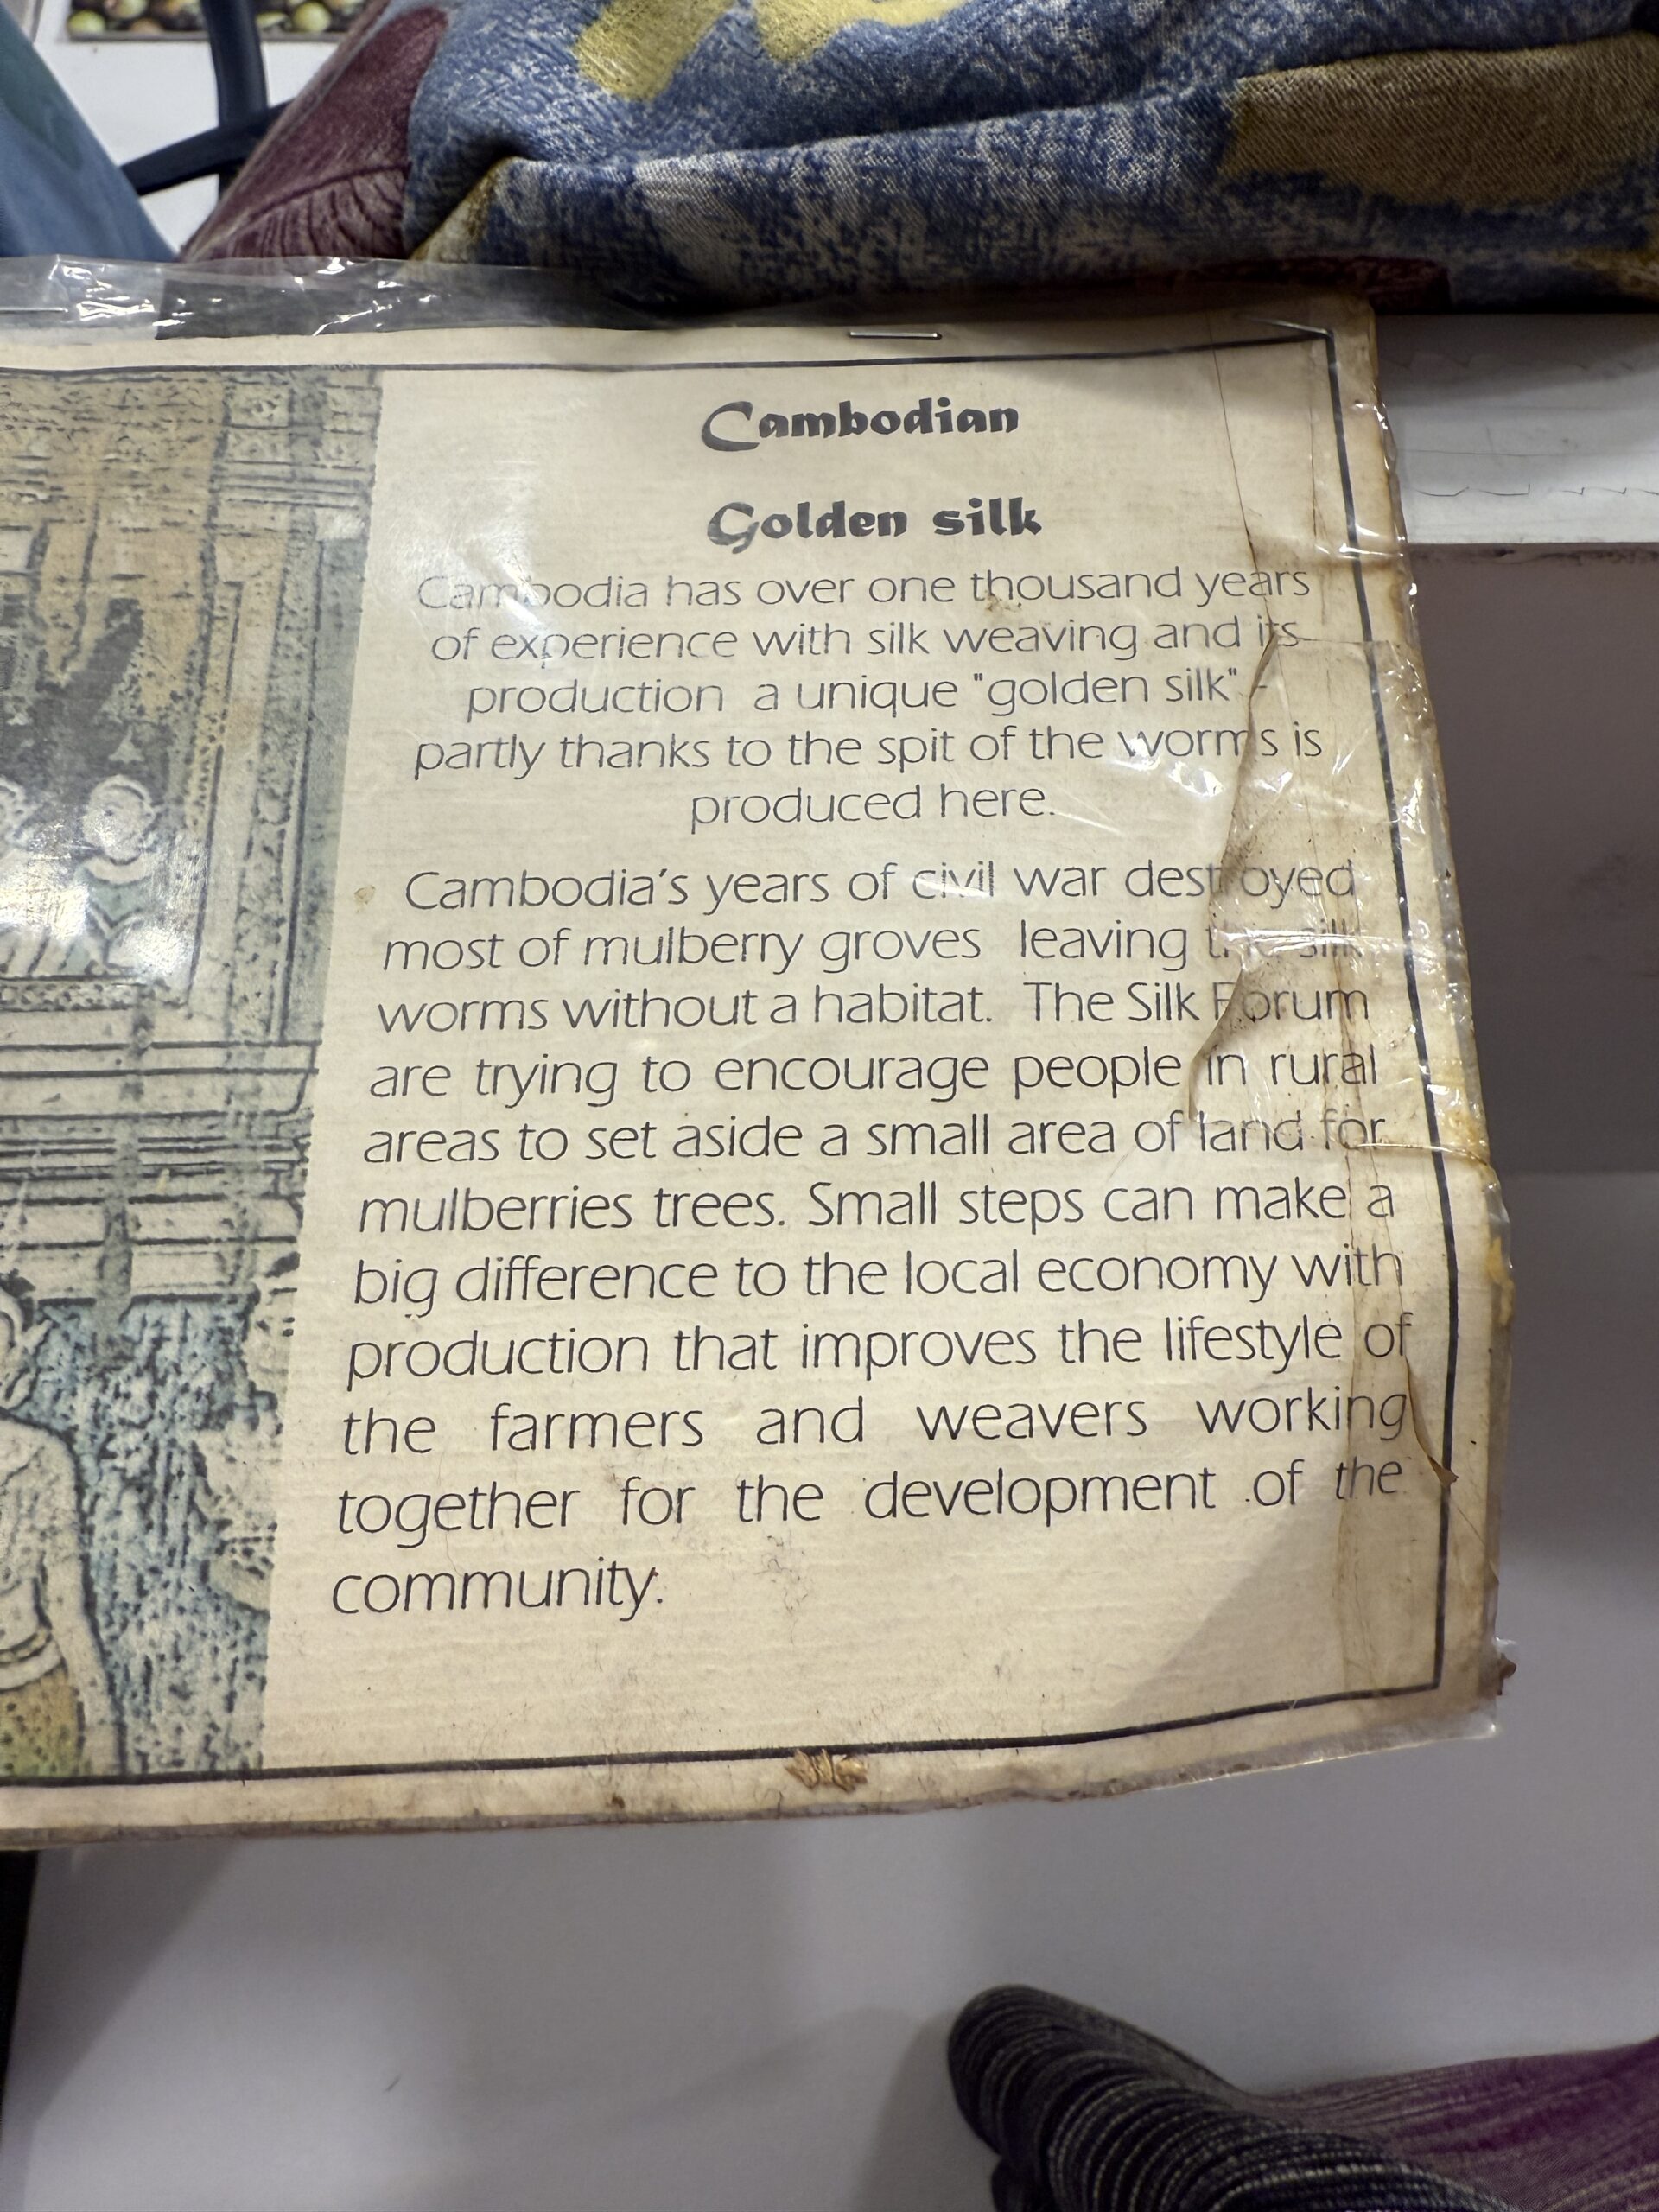 Cambodian
Golden silk
Cambodia has over one thousand years
of experience with silk weaving and its
production a unique "golden silk" -
partly thanks to the spit of the worms is
produced here.
Cambodia's years of civil war destroyed
most of mulberry groves leaving the silk
worms without a habitat. The Silk Forum
are trying to encourage people in rural
areas to set aside a small area of land for
mulberries trees. Small steps can make a
big difference to the local economy with
production that improves the lifestyle of
the farmers and weavers working
together for the development of the
community.